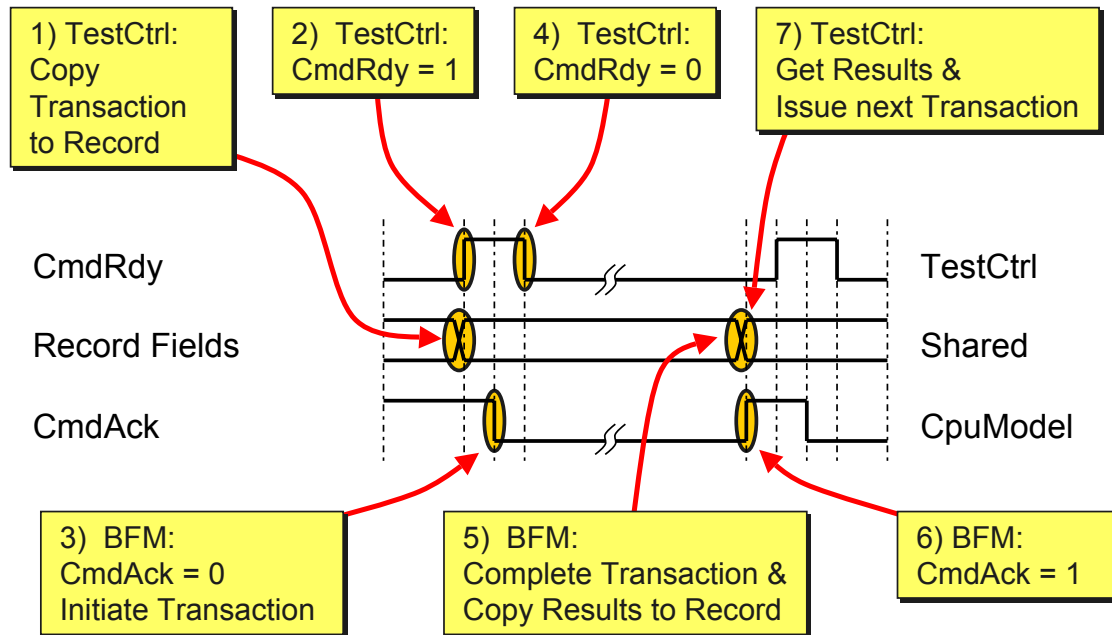 1) TestCtrl:
Copy
Transaction
to Record
2) TestCtrl:
CmdRdy = 1
4) TestCtrl:
CmdRdy = 0
7) TestCtrl:
Get Results &
Issue next Transaction
CmdRdy
TestCtrl
Record Fields
Shared
CmdAck
CpuModel
3) BFM:
CmdAck = 0
Initiate Transaction
5) BFM:
Complete Transaction &
Copy Results to Record
6) BFM:
CmdAck = 1